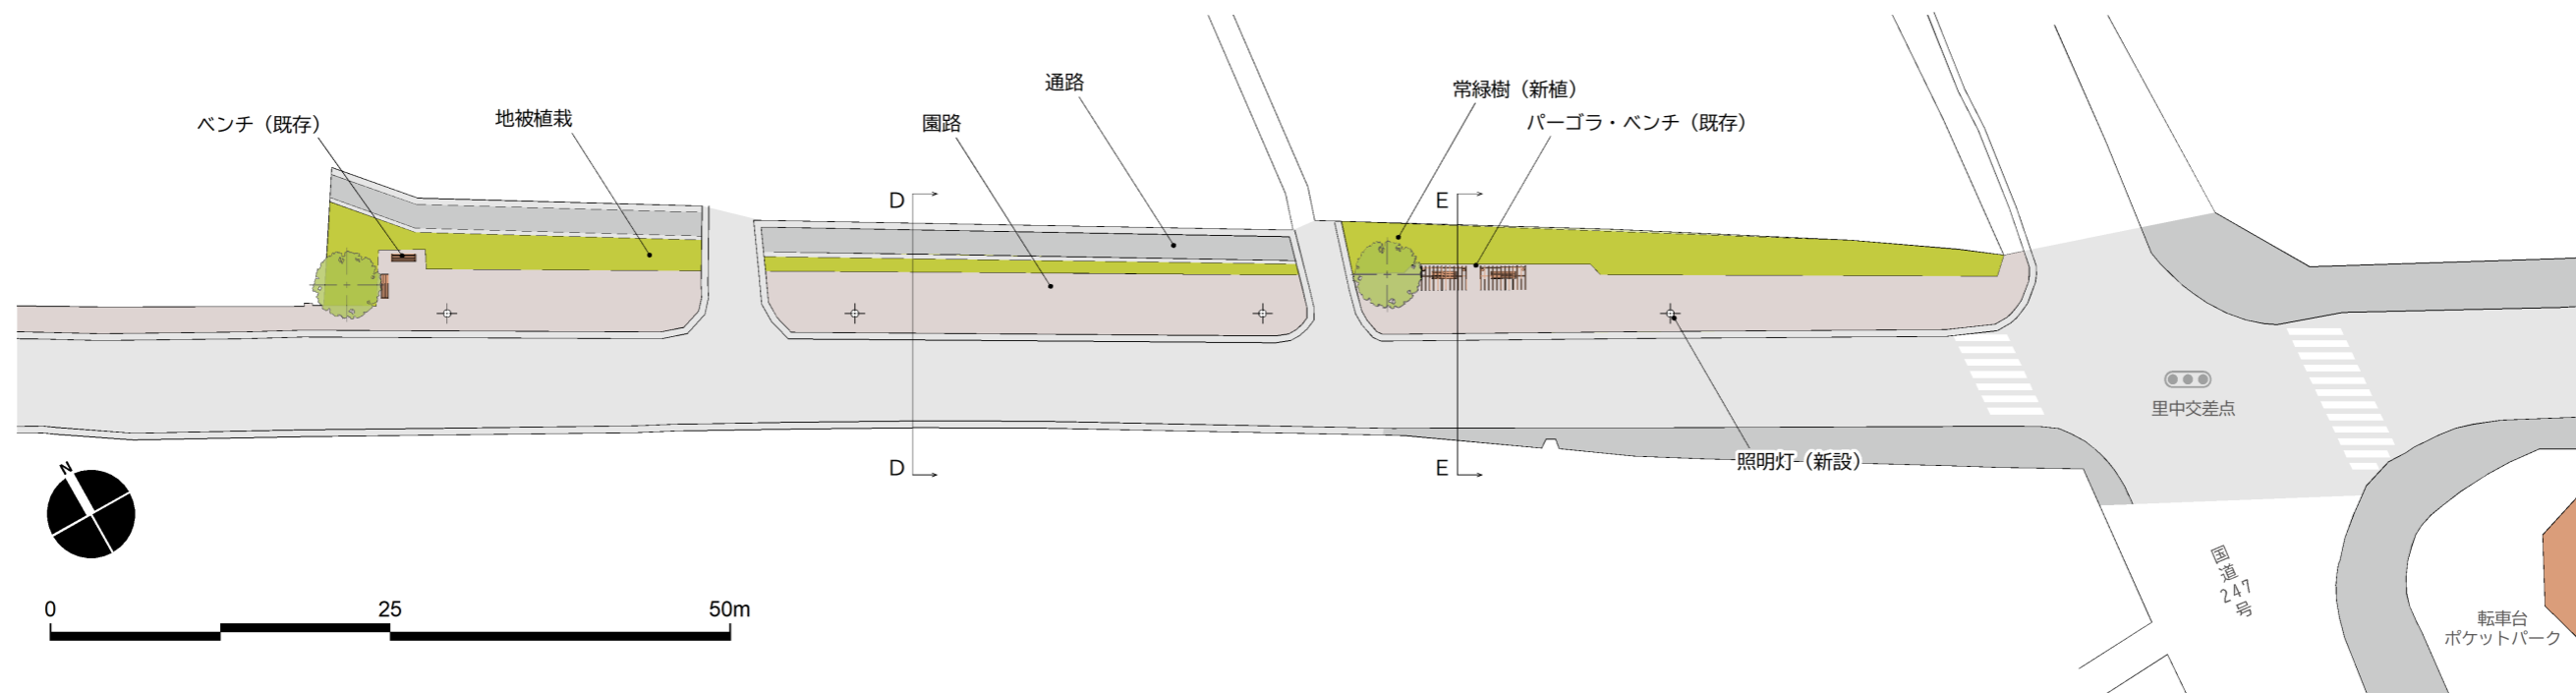 通路
常緑樹（新植）
ベンチ（既存）
地被植栽
園路
パーゴラ・ベンチ（既存）
D
E
里中交差点
D
E
照明灯（新設）
N
国道247号
0 25 50m
転車台
ポケットパーク